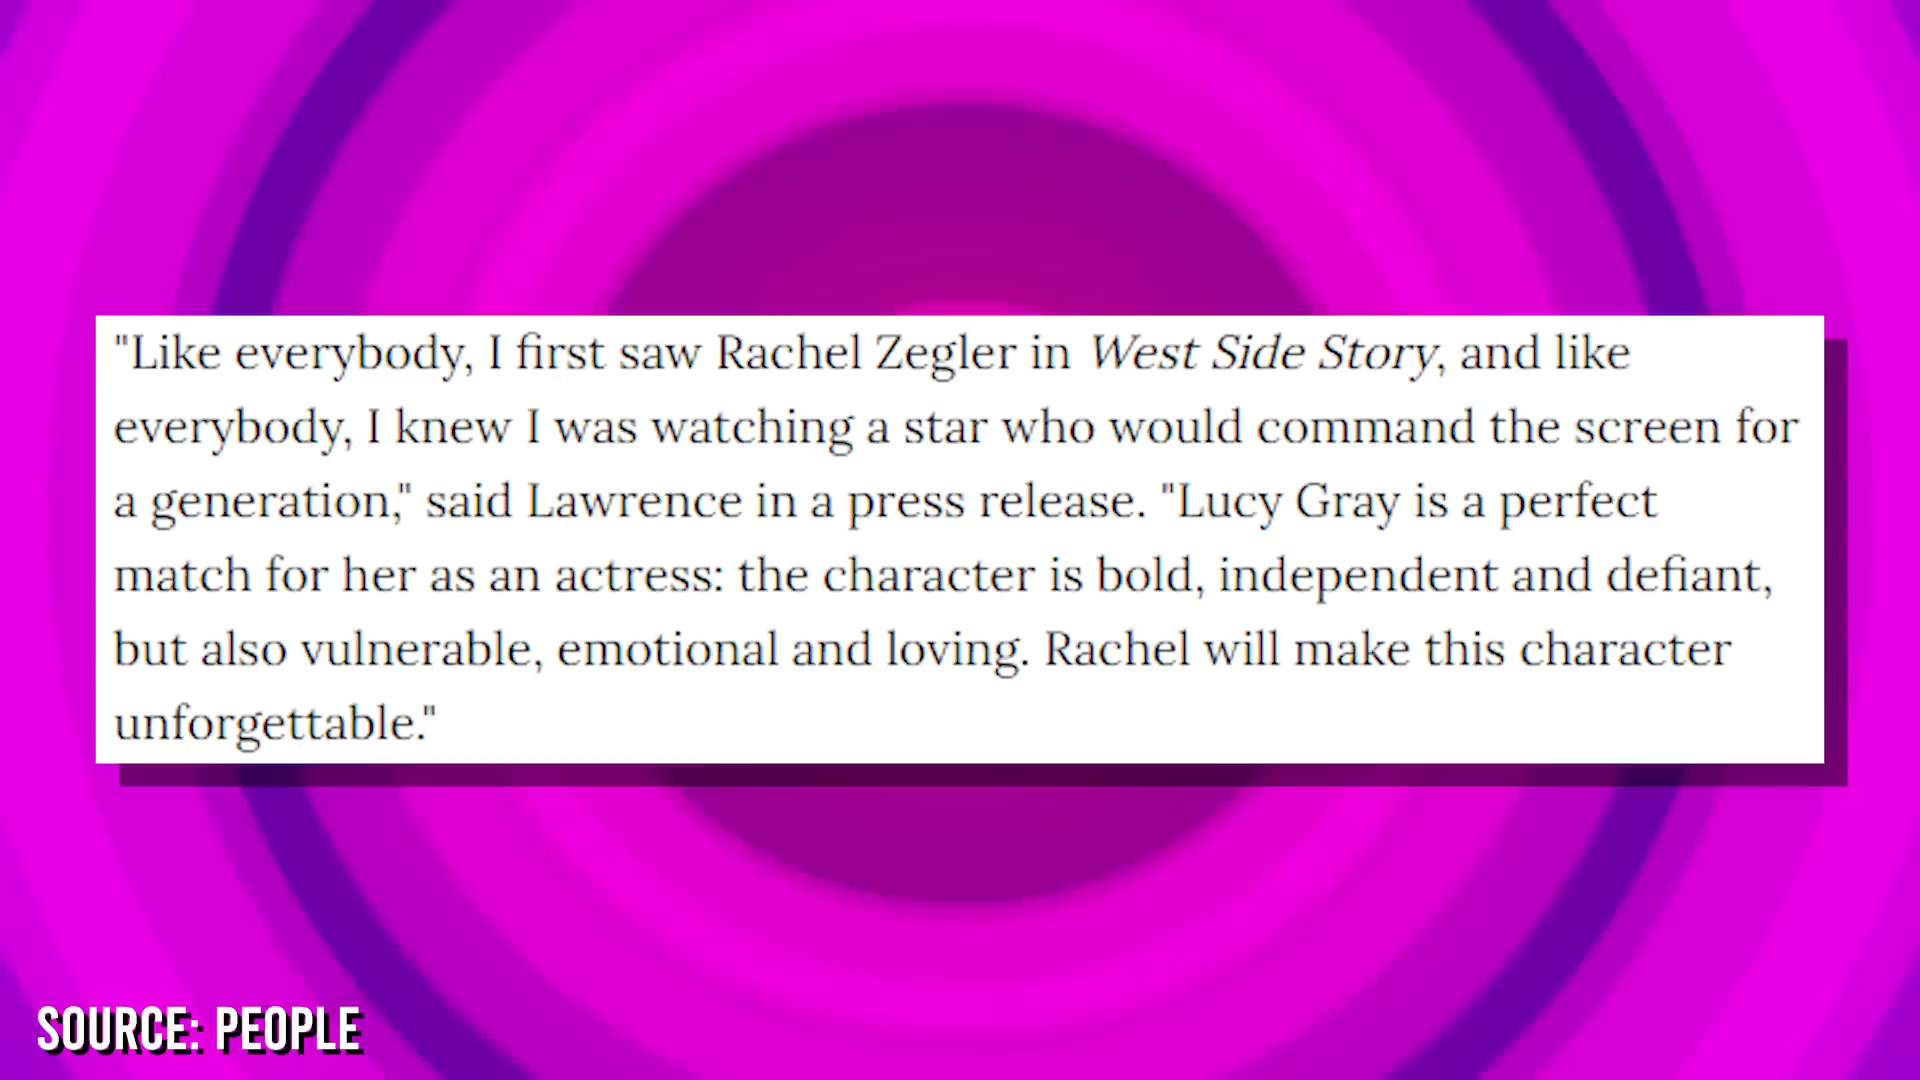 "Like everybody, I first saw Rachel Zegler in West Side Story, and like
everybody, I knew I was watching a star who would command the screen for
a generation," said Lawrence in a press release. "Lucy Gray is a perfect
match for her as an actress: the character is bold, independent and defiant,
but also vulnerable, emotional and loving. Rachel will make this character
unforgettable."
SOURCE: PEOPLE